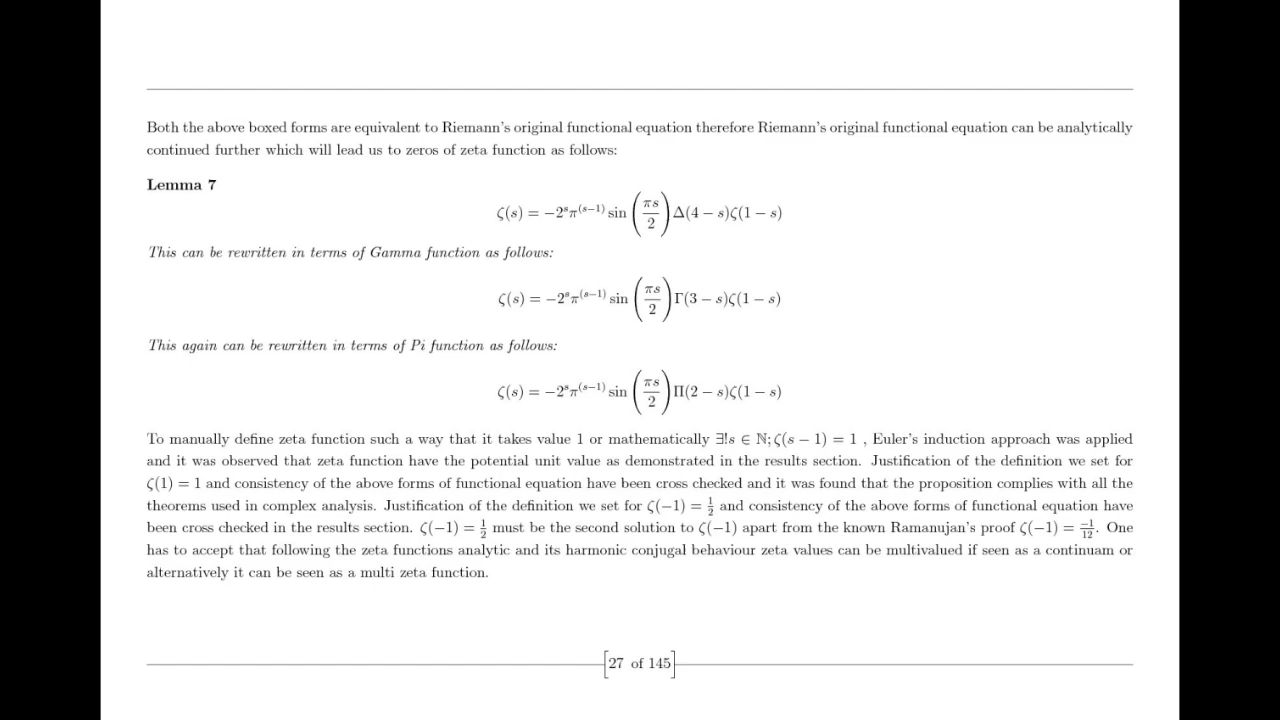 Both the above boxed forms are equivalent to Riemann's original functional equation therefore Riemann's original functional equation can be analytically
continued further which will lead us to zeros of zeta function as follows:
Lemma 7
ζ(s) = −2^s π^(s−1) sin(πs/2) Δ(4 − s)ζ(1 − s)
This can be rewritten in terms of Gamma function as follows:
ζ(s) = −2^s π^(s−1) sin(πs/2) Γ(3 − s)ζ(1 − s)
This again can be rewritten in terms of Pi function as follows:
ζ(s) = −2^s π^(s−1) sin(πs/2) Π(2 − s)ζ(1 − s)
To manually define zeta function such a way that it takes value 1 or mathematically ∃!s ∈ ℕ; ζ(s − 1) = 1 , Euler's induction approach was applied
and it was observed that zeta function have the potential unit value as demonstrated in the results section. Justification of the definition we set for
ζ(1) = 1 and consistency of the above forms of functional equation have been cross checked and it was found that the proposition complies with all the
theorems used in complex analysis. Justification of the definition we set for ζ(−1) = 1/2 and consistency of the above forms of functional equation have
been cross checked in the results section. ζ(−1) = 1/2 must be the second solution to ζ(−1) apart from the known Ramanujan's proof ζ(−1) = −1/12. One
has to accept that following the zeta functions analytic and its harmonic conjugal behaviour zeta values can be multivalued if seen as a continuam or
alternatively it can be seen as a multi zeta function.
27 of 145